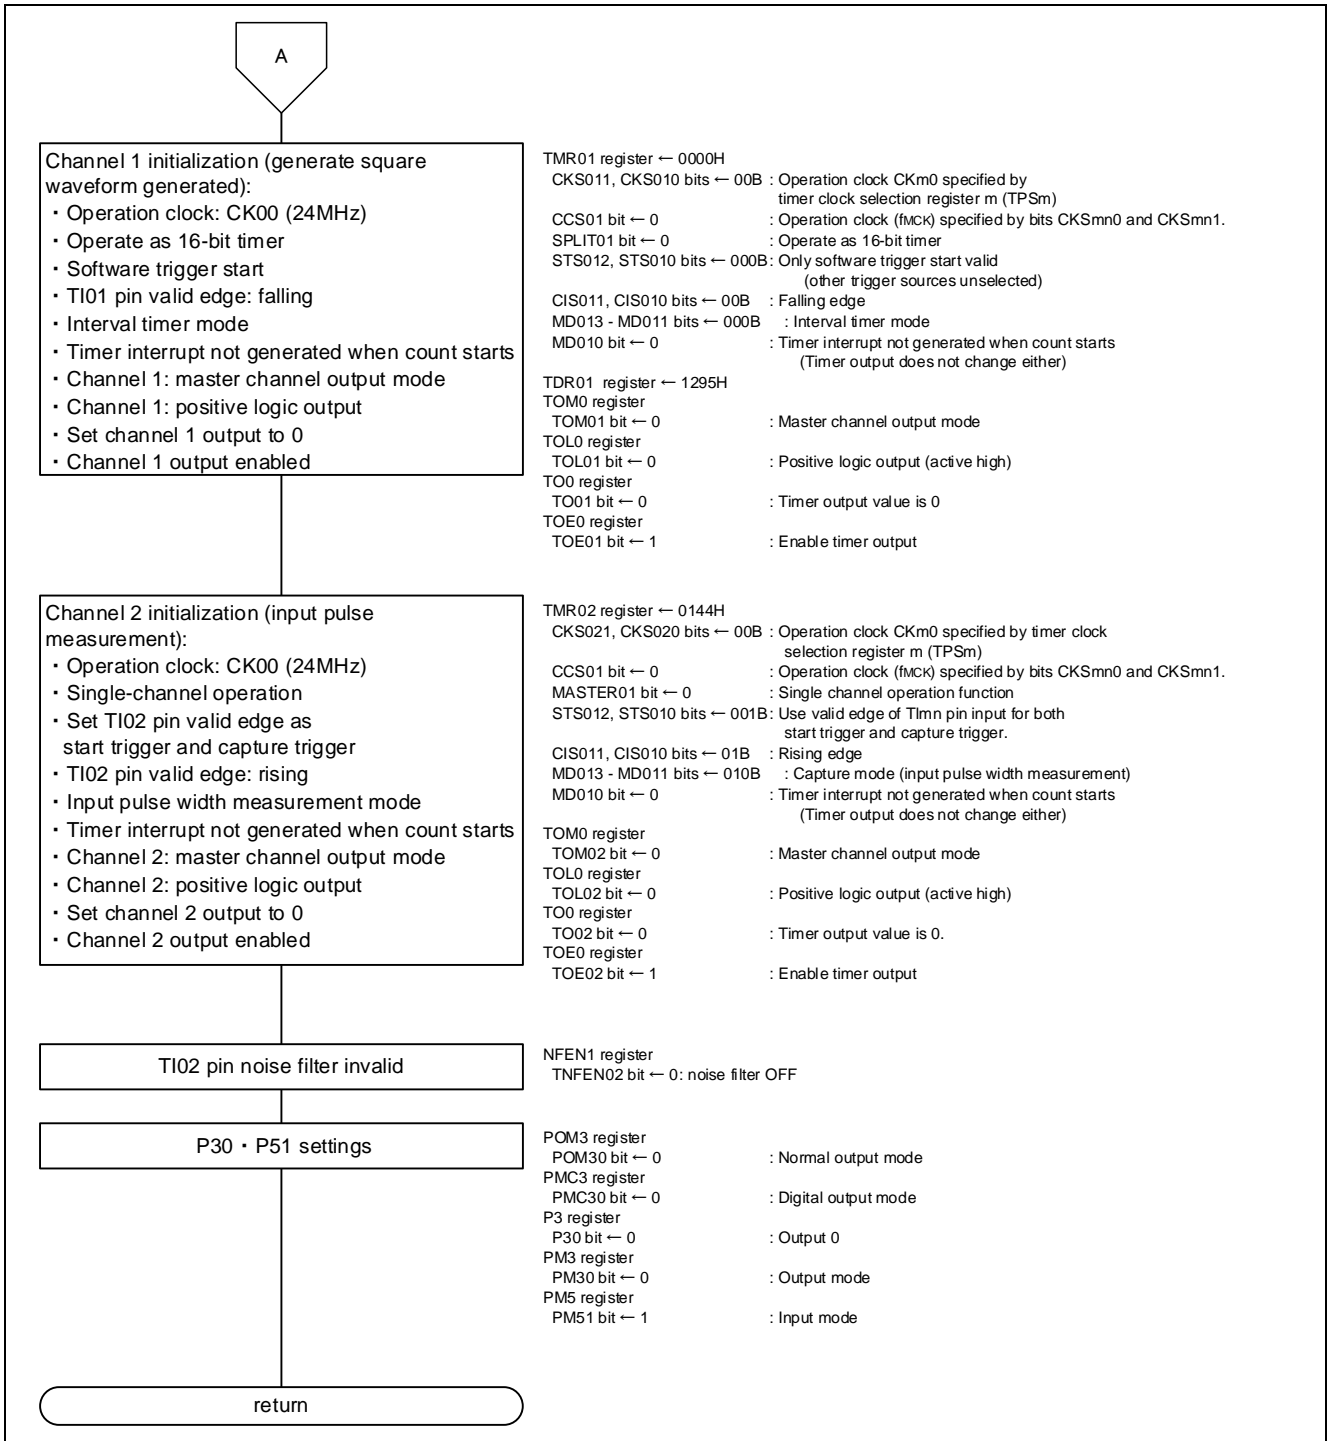 A
Channel 1 initialization (generate square
waveform generated):
・Operation clock: CK00 (24MHz)
・Operate as 16-bit timer
・Software trigger start
・TI01 pin valid edge: falling
・Interval timer mode
・Timer interrupt not generated when count starts
・Channel 1: master channel output mode
・Channel 1: positive logic output
・Set channel 1 output to 0
・Channel 1 output enabled
TMR01 register ← 0000H
CKS011, CKS010 bits ← 00B : Operation clock CKm0 specified by
timer clock selection register m (TPSm)
CCS01 bit ← 0 : Operation clock (fMCK) specified by bits CKSmn0 and CKSmn1.
SPLIT01 bit ← 0 : Operate as 16-bit timer
STS012, STS010 bits ← 000B : Only software trigger start valid
(other trigger sources unselected)
CIS011, CIS010 bits ← 00B : Falling edge
MD013 - MD011 bits ← 000B : Interval timer mode
MD010 bit ← 0 : Timer interrupt not generated when count starts
(Timer output does not change either)
TDR01 register ← 1295H
TOM0 register
TOM01 bit ← 0 : Master channel output mode
TOL0 register
TOL01 bit ← 0 : Positive logic output (active high)
TO0 register
TO01 bit ← 0 : Timer output value is 0
TOE0 register
TOE01 bit ← 1 : Enable timer output
Channel 2 initialization (input pulse
measurement):
・Operation clock: CK00 (24MHz)
・Single-channel operation
・Set TI02 pin valid edge as
start trigger and capture trigger
・TI02 pin valid edge: rising
・Input pulse width measurement mode
・Timer interrupt not generated when count starts
・Channel 2: master channel output mode
・Channel 2: positive logic output
・Set channel 2 output to 0
・Channel 2 output enabled
TMR02 register ← 0144H
CKS021, CKS020 bits ← 00B : Operation clock CKm0 specified by timer clock
selection register m (TPSm)
CCS01 bit ← 0 : Operation clock (fMCK) specified by bits CKSmn0 and CKSmn1.
MASTER01 bit ← 0 : Single channel operation function
STS012, STS010 bits ← 001B : Use valid edge of TImn pin input for both
start trigger and capture trigger.
CIS011, CIS010 bits ← 01B : Rising edge
MD013 - MD011 bits ← 010B : Capture mode (input pulse width measurement)
MD010 bit ← 0 : Timer interrupt not generated when count starts
(Timer output does not change either)
TOM0 register
TOM02 bit ← 0 : Master channel output mode
TOL0 register
TOL02 bit ← 0 : Positive logic output (active high)
TO0 register
TO02 bit ← 0 : Timer output value is 0.
TOE0 register
TOE02 bit ← 1 : Enable timer output
TI02 pin noise filter invalid
NFEN1 register
TNFEN02 bit ← 0: noise filter OFF
P30・P51 settings
POM3 register
POM30 bit ← 0 : Normal output mode
PMC3 register
PMC30 bit ← 0 : Digital output mode
P3 register
P30 bit ← 0 : Output 0
PM3 register
PM30 bit ← 0 : Output mode
PM5 register
PM51 bit ← 1 : Input mode
return